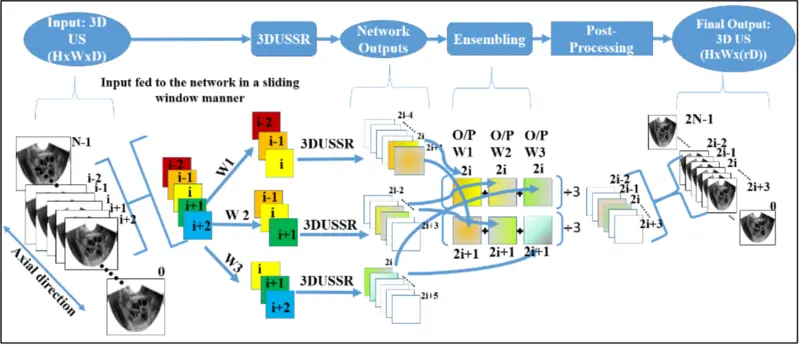 Input: 3D
US
(HxWxD)
3DUSSR
Network
Outputs
Ensembling
Post-
Processing
Final Output:
3D US
(HxWx(rD))
Input fed to the network in a sliding
window manner
N-1
i-2
i-1
i
i+1
i+2
0
Axial direction
i-2
i-1
i
i+1
i+2
W1
W 2
W3
i-2
i-1
i
i-1
i
i+1
i
i+1
i+2
3DUSSR
3DUSSR
3DUSSR
2i-4
2i
2i-2
2i+3
2i
2i+5
O/P O/P O/P
W1 W2 W3
2i 2i 2i
+ + ÷3
+ + ÷3
2i+1 2i+1 2i+1
2i-2
2i-1
2i
2i+3
2N-1
2i-2
2i-1
2i
2i+3
0